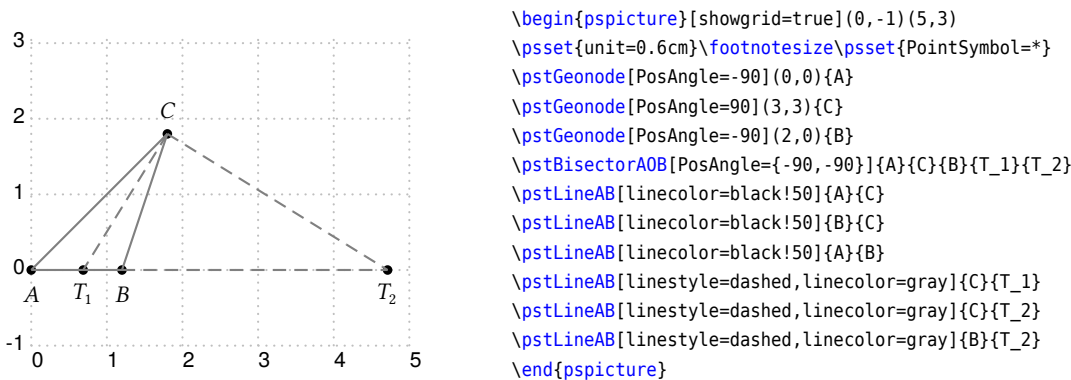 3
2
1
0
-1
0 1 2 3 4 5
C
A T1 B T2
\begin{pspicture}[showgrid=true](0,-1)(5,3)
\psset{unit=0.6cm}\footnotesize\psset{PointSymbol=*}
\pstGeonode[PosAngle=-90](0,0){A}
\pstGeonode[PosAngle=90](3,3){C}
\pstGeonode[PosAngle=-90](2,0){B}
\pstBisectorAOB[PosAngle={-90,-90}]{A}{C}{B}{T_1}{T_2}
\pstLineAB[linecolor=black!50]{A}{C}
\pstLineAB[linecolor=black!50]{B}{C}
\pstLineAB[linecolor=black!50]{A}{B}
\pstLineAB[linestyle=dashed,linecolor=gray]{C}{T_1}
\pstLineAB[linestyle=dashed,linecolor=gray]{C}{T_2}
\pstLineAB[linestyle=dashed,linecolor=gray]{B}{T_2}
\end{pspicture}